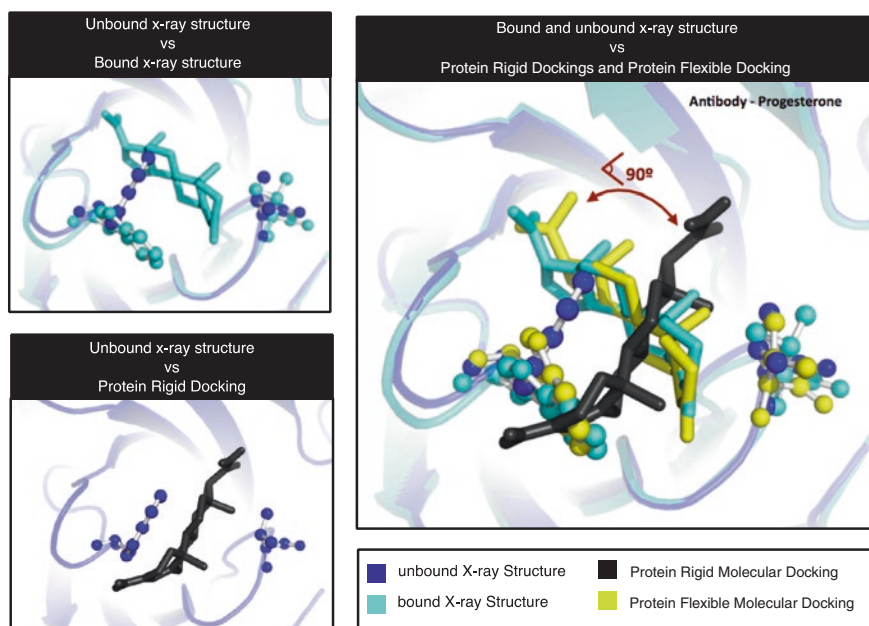 Unbound x-ray structure
vs
Bound x-ray structure
Bound and unbound x-ray structure
vs
Protein Rigid Dockings and Protein Flexible Docking
Antibody - Progesterone
90º
Unbound x-ray structure
vs
Protein Rigid Docking
unbound X-ray Structure
bound X-ray Structure
Protein Rigid Molecular Docking
Protein Flexible Molecular Docking